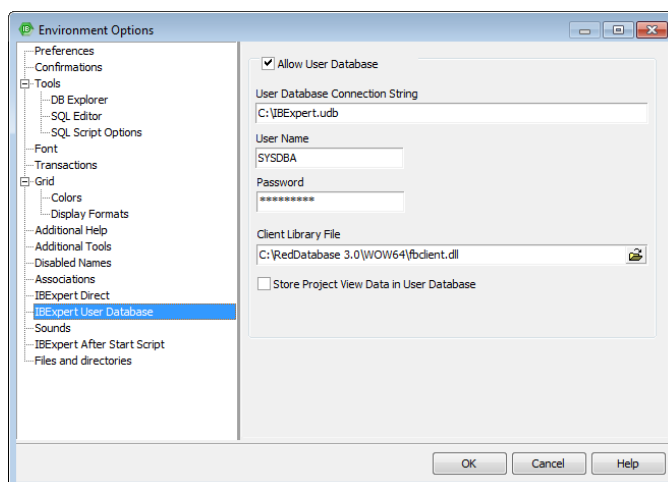 Environment Options
Preferences
Confirmations
Tools
DB Explorer
SQL Editor
SQL Script Options
Font
Transactions
Grid
Colors
Display Formats
Additional Help
Additional Tools
Disabled Names
Associations
IBExpert Direct
IBExpert User Database
Sounds
IBExpert After Start Script
Files and directories
Allow User Database
User Database Connection String
C:\IBExpert.udb
User Name
SYSDBA
Password
*********
Client Library File
C:\RedDatabase 3.0\WOW64\fbclient.dll
Store Project View Data in User Database
OK Cancel Help